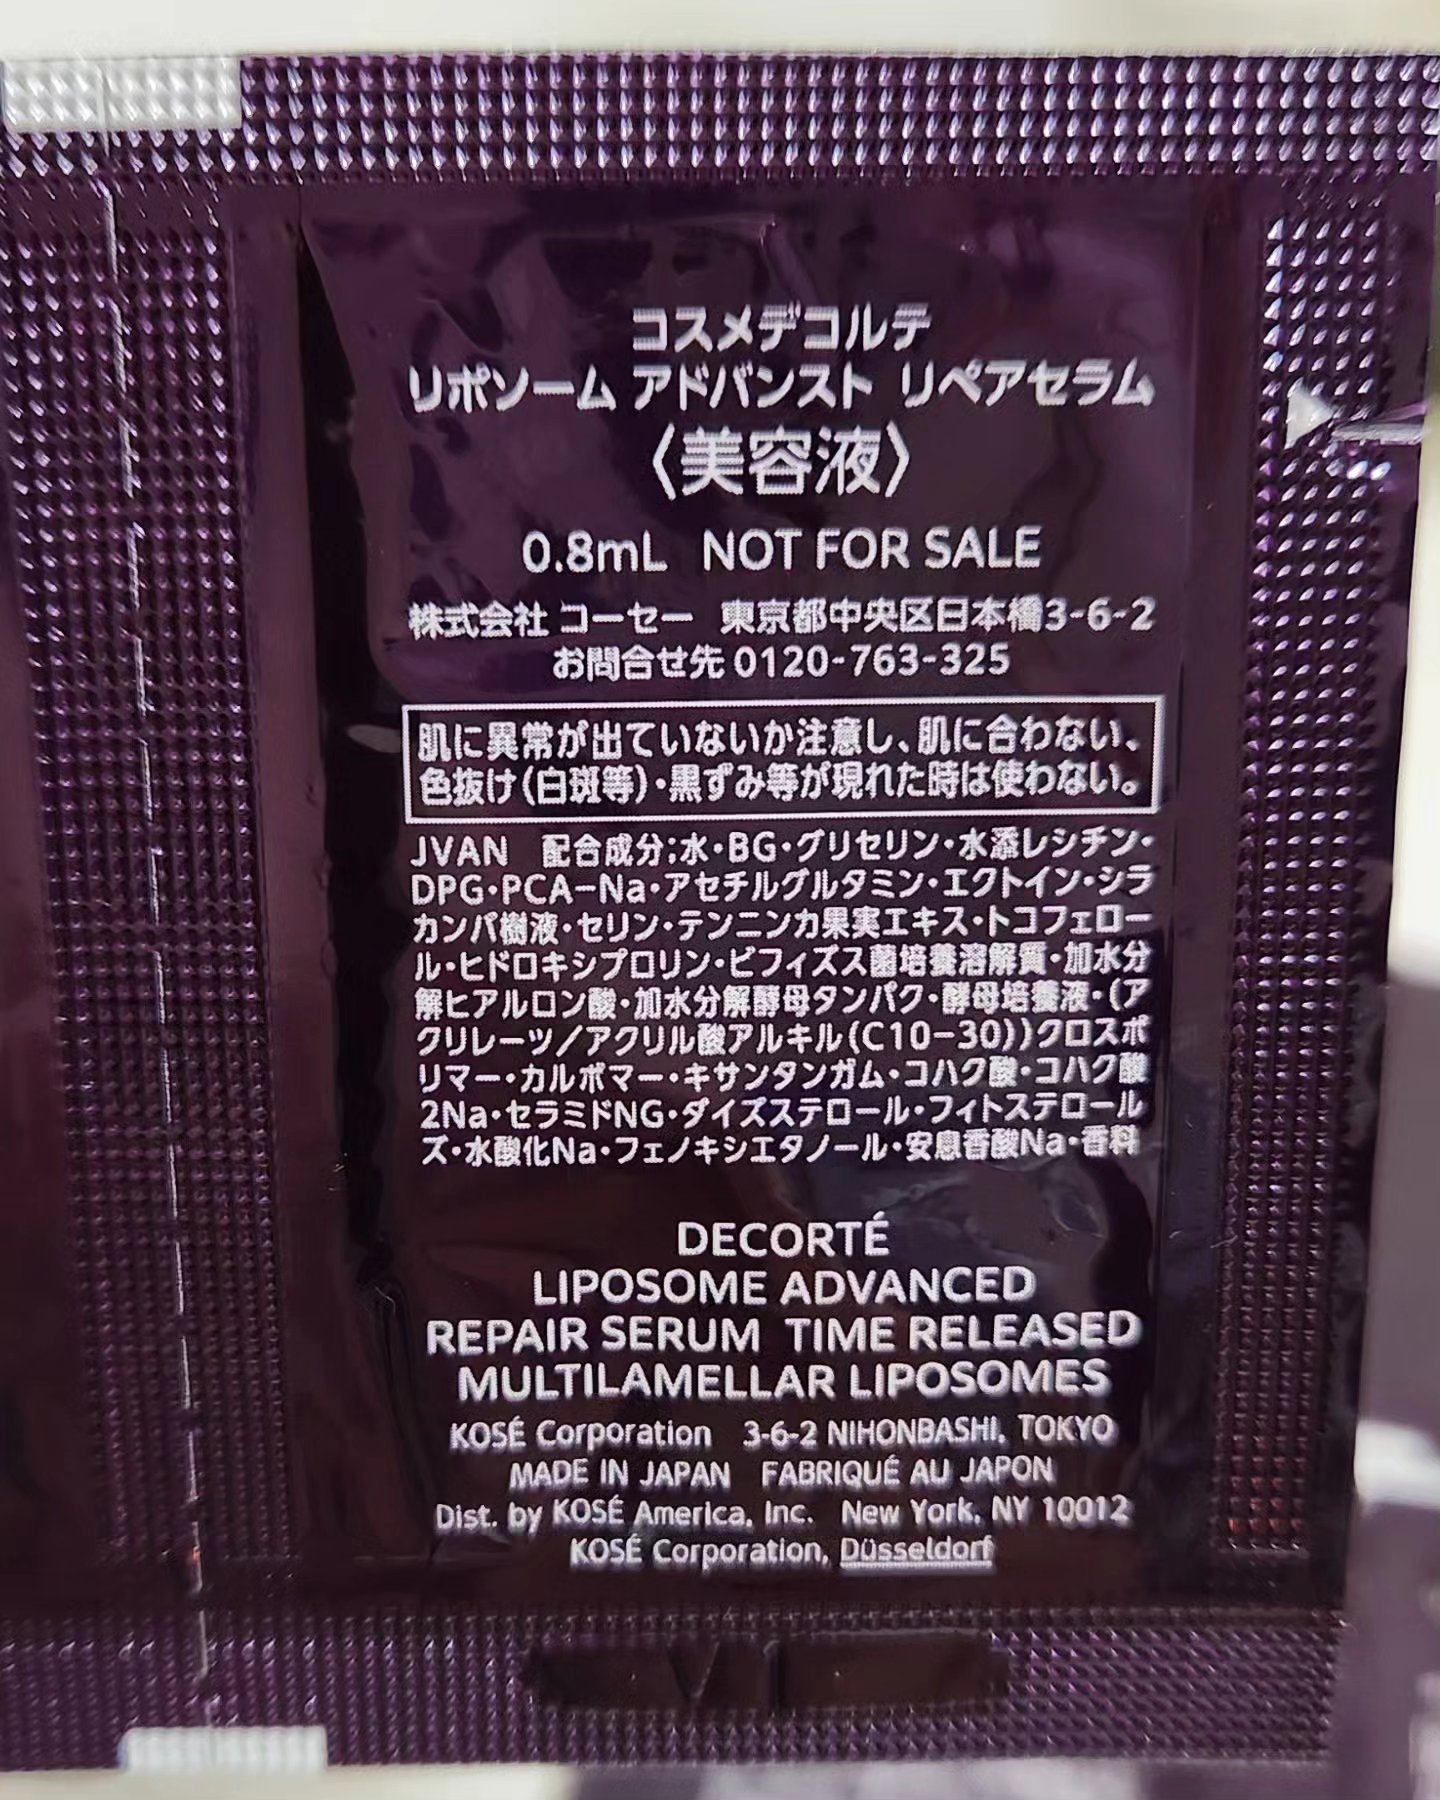 コスメデコルテ
リポソーム アドバンスト リペアセラム
〈美容液〉
0.8mL NOT FOR SALE
株式会社 コーセー 東京都中央区日本橋3-6-2
お問合せ先 0120-763-325
肌に異常が出ていないか注意し、肌に合わない、
色抜け(白斑等)・黒ずみ等が現れた時は使わない。
JVAN 配合成分;水・BG・グリセリン・水添レシチン・
DPG・PCA−Na・アセチルグルタミン・エクトイン・シラ
カンバ樹液・セリン・テンニンカ果実エキス・トコフェロー
ル・ヒドロキシプロリン・ビフィズス菌培養溶解質・加水分
解ヒアルロン酸・加水分解酵母タンパク・酵母培養液・(ア
クリレーツ/アクリル酸アルキル(C10−30))クロスポ
リマー・カルボマー・キサンタンガム・コハク酸・コハク酸
2Na・セラミドNG・ダイズステロール・フィトステロール
ズ・水酸化Na・フェノキシエタノール・安息香酸Na・香料
DECORTÉ
LIPOSOME ADVANCED
REPAIR SERUM TIME RELEASED
MULTILAMELLAR LIPOSOMES
KOSÉ Corporation 3-6-2 NIHONBASHI, TOKYO
MADE IN JAPAN FABRIQUÉ AU JAPON
Dist. by KOSÉ America, Inc. New York, NY 10012
KOSÉ Corporation, Düsseldorf